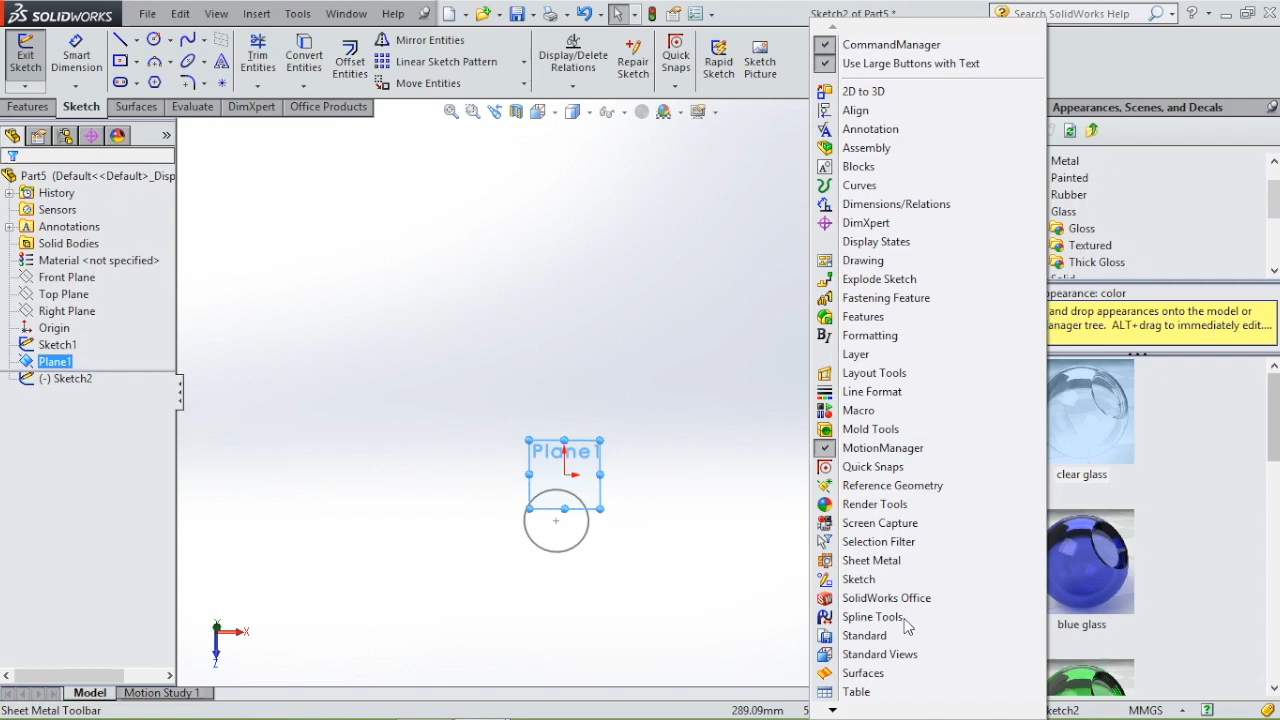 SOLIDWORKS File Edit View Insert Tools Window Help Sketch2 of Part5 * Search SolidWorks Help
Exit Sketch
Smart Dimension
Trim Entities
Convert Entities
Offset Entities
Mirror Entities
Linear Sketch Pattern
Move Entities
Display/Delete Relations
Repair Sketch
Quick Snaps
Rapid Sketch
Sketch Picture
Features Sketch Surfaces Evaluate DimXpert Office Products
Part5 (Default<<Default>_Disp
History
Sensors
Annotations
Solid Bodies
Material <not specified>
Front Plane
Top Plane
Right Plane
Origin
Sketch1
Plane1
(-) Sketch2
Plane1
X
Y
Z
CommandManager
Use Large Buttons with Text
2D to 3D
Align
Annotation
Assembly
Blocks
Curves
Dimensions/Relations
DimXpert
Display States
Drawing
Explode Sketch
Fastening Feature
Features
Formatting
Layer
Layout Tools
Line Format
Macro
Mold Tools
MotionManager
Quick Snaps
Reference Geometry
Render Tools
Screen Capture
Selection Filter
Sheet Metal
Sketch
SolidWorks Office
Spline Tools
Standard
Standard Views
Surfaces
Table
Appearances, Scenes, and Decals
Metal
Painted
Rubber
Glass
Gloss
Textured
Thick Gloss
pearance: color
and drop appearances onto the model or
nager tree. ALT+drag to immediately edit....
clear glass
blue glass
Model Motion Study 1
Sheet Metal Toolbar 289.09mm ketch2 MMGS